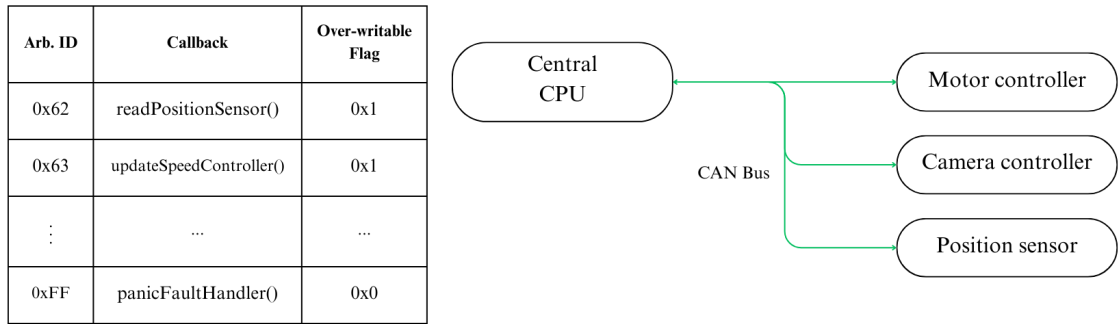 Arb. ID Callback Over-writable
Flag
0x62 readPositionSensor() 0x1
0x63 updateSpeedController() 0x1
⋮ ... ...
0xFF panicFaultHandler() 0x0
Central
CPU
CAN Bus
Motor controller
Camera controller
Position sensor